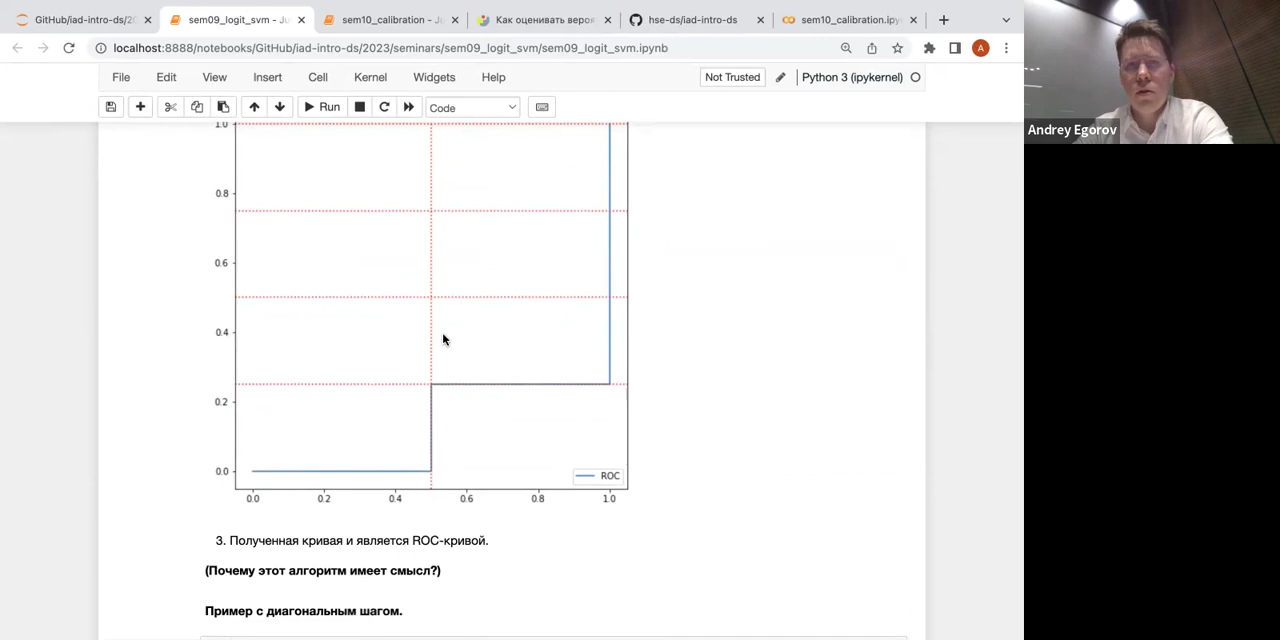 GitHub/iad-intro-ds/2
sem09_logit_svm - Ju
sem10_calibration - J
Как оценивать вероя
hse-ds/iad-intro-ds
sem10_calibration.ipy
localhost:8888/notebooks/GitHub/iad-intro-ds/2023/seminars/sem09_logit_svm/sem09_logit_svm.ipynb
A
File Edit View Insert Cell Kernel Widgets Help
Not Trusted
Python 3 (ipykernel)
Run
Code
Andrey Egorov
1.0
0.8
0.6
0.4
0.2
0.0
ROC
0.0 0.2 0.4 0.6 0.8 1.0
3. Полученная кривая и является ROC-кривой.
(Почему этот алгоритм имеет смысл?)
Пример с диагональным шагом.